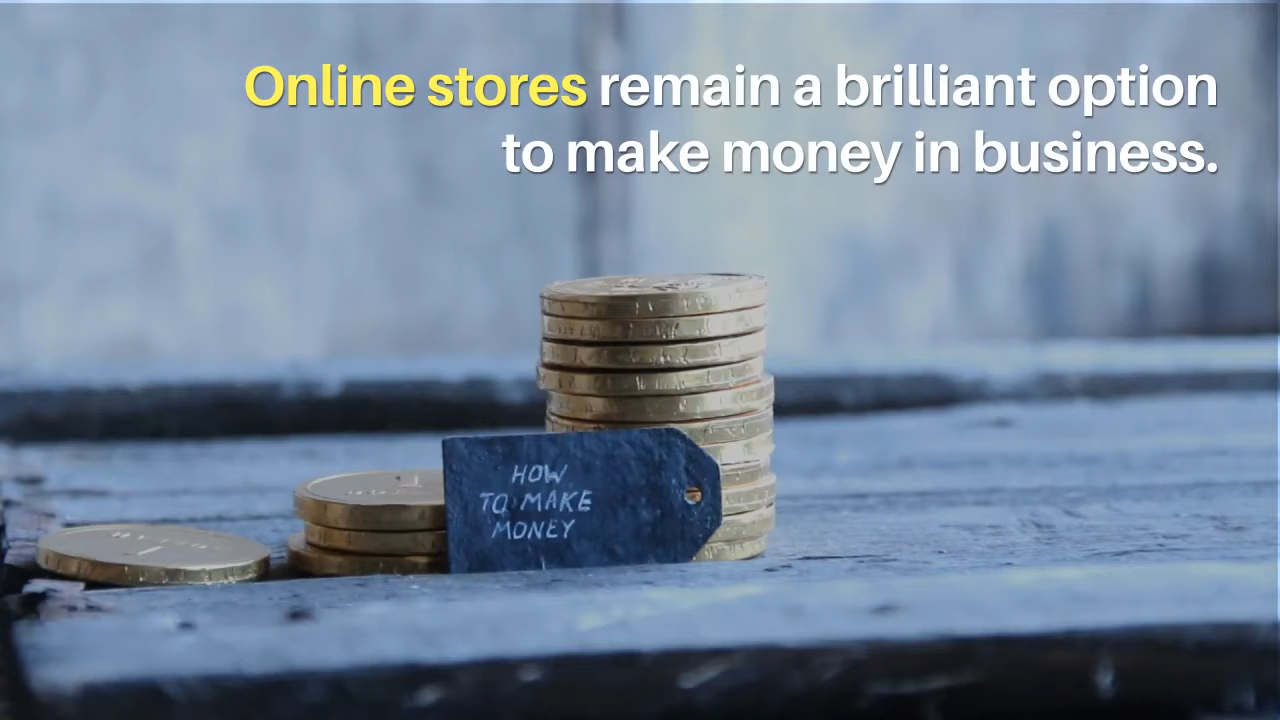 Online stores remain a brilliant option
to make money in business.
HOW
TO MAKE
MONEY